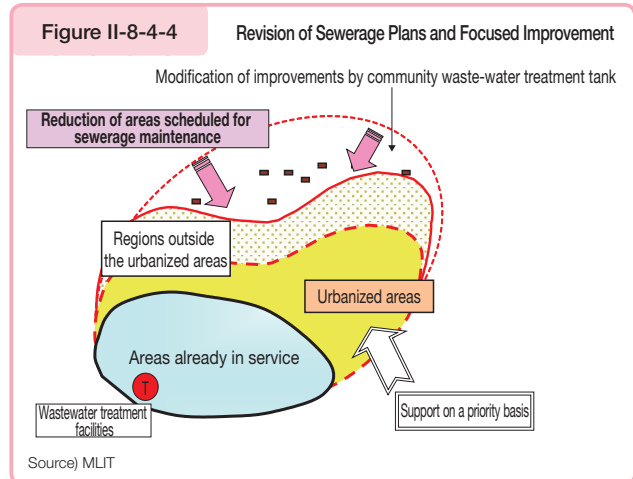 Figure II-8-4-4
Revision of Sewerage Plans and Focused Improvement
Modification of improvements by community waste-water treatment tank
Reduction of areas scheduled for
sewerage maintenance
Regions outside
the urbanized areas
Urbanized areas
Areas already in service
T
Wastewater treatment
facilities
Support on a priority basis
Source) MLIT